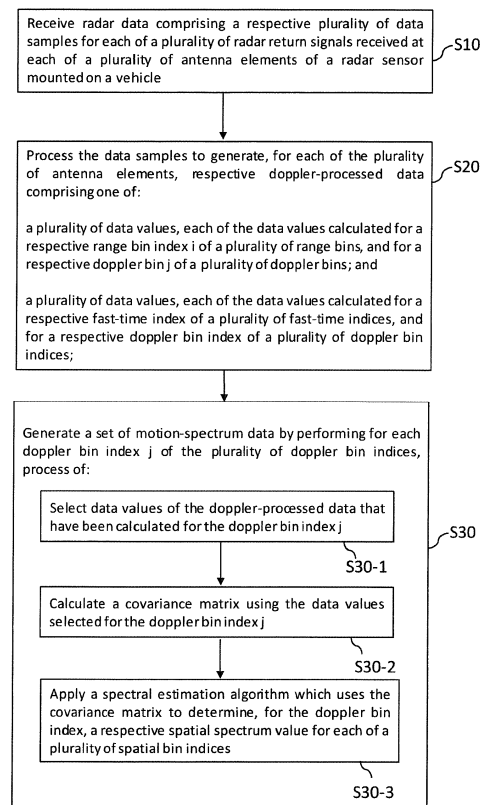 Receive radar data comprising a respective plurality of data
samples for each of a plurality of radar return signals received at
each of a plurality of antenna elements of a radar sensor
mounted on a vehicle
S10
Process the data samples to generate, for each of the plurality
of antenna elements, respective doppler-processed data
comprising one of:
S20
a plurality of data values, each of the data values calculated for a
respective range bin index i of a plurality of range bins, and for a
respective doppler bin j of a plurality of doppler bins; and
a plurality of data values, each of the data values calculated for a
respective fast-time index of a plurality of fast-time indices, and
for a respective doppler bin index of a plurality of doppler bin
indices;
Generate a set of motion-spectrum data by performing for each
doppler bin index j of the plurality of doppler bin indices,
process of:
S30
Select data values of the doppler-processed data that
have been calculated for the doppler bin index j
S30-1
Calculate a covariance matrix using the data values
selected for the doppler bin index j
S30-2
Apply a spectral estimation algorithm which uses the
covariance matrix to determine, for the doppler bin
index, a respective spatial spectrum value for each of a
plurality of spatial bin indices
S30-3